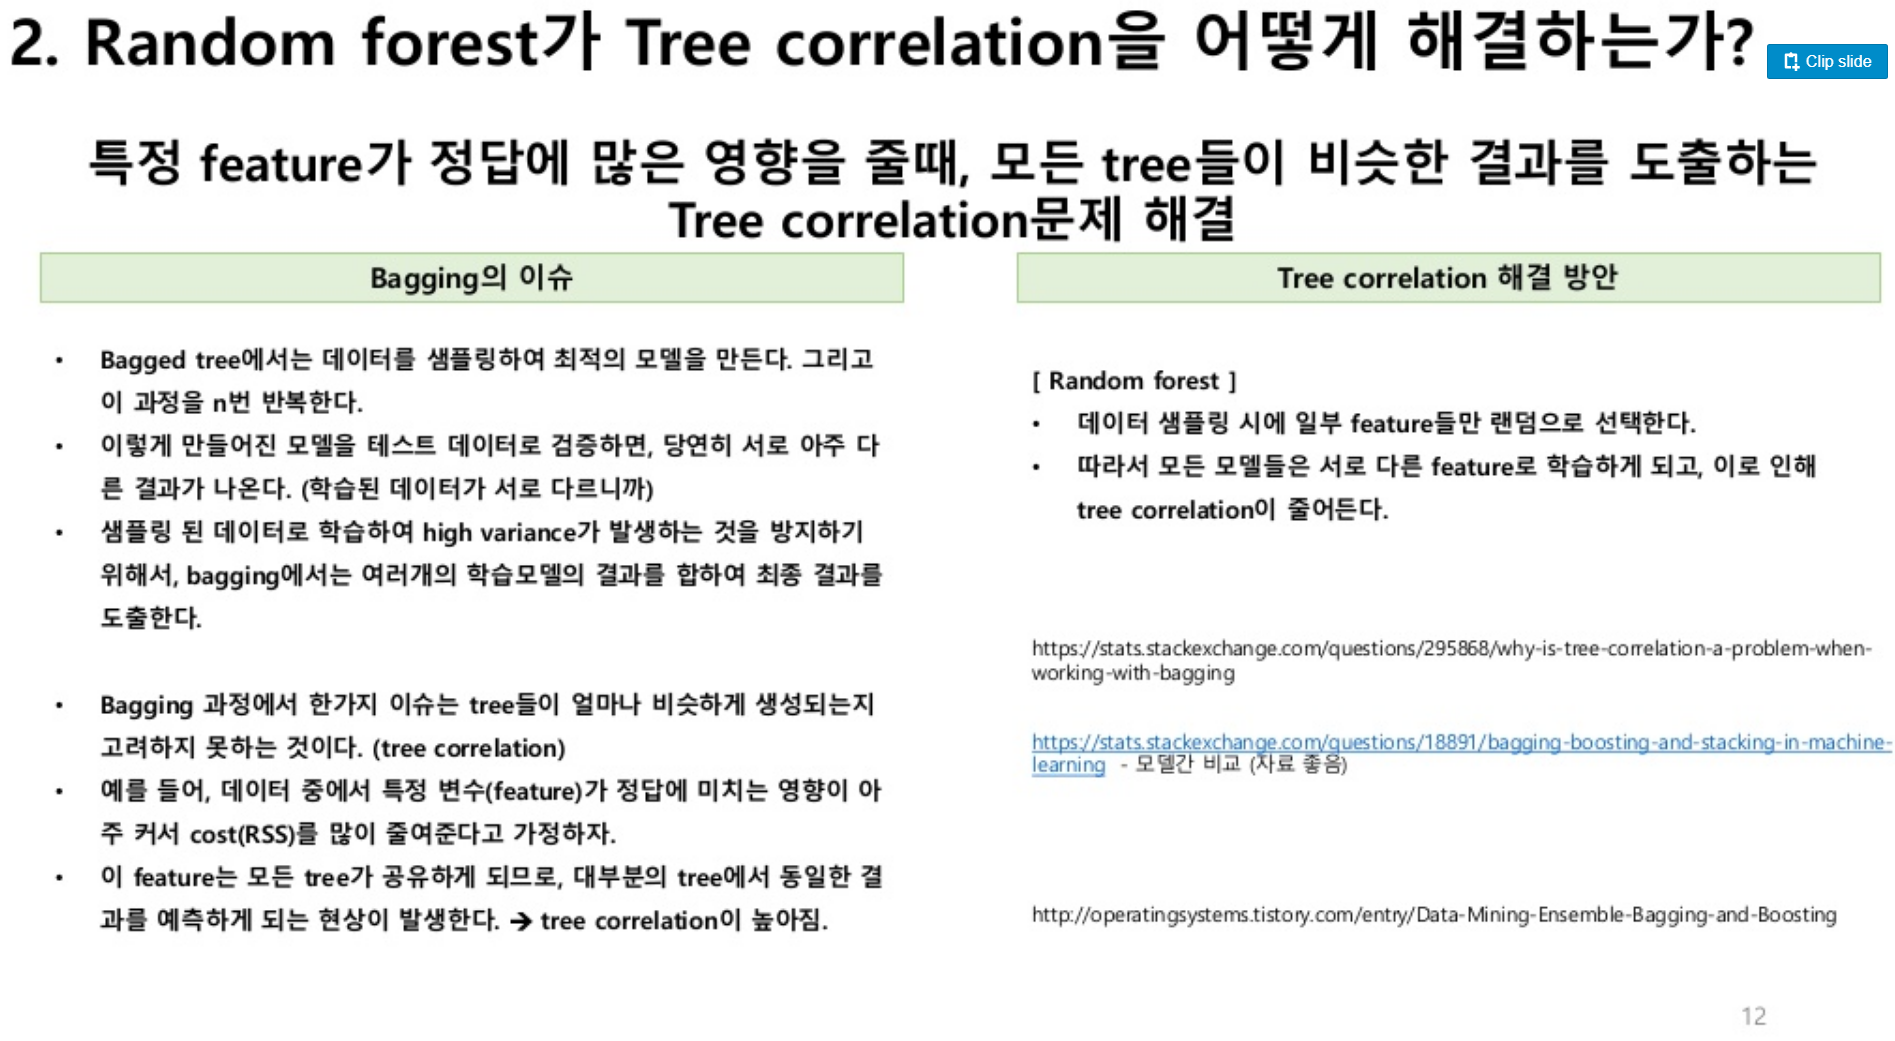 2. Random forest가 Tree correlation을 어떻게 해결하는가?
Clip slide
특정 feature가 정답에 많은 영향을 줄때, 모든 tree들이 비슷한 결과를 도출하는
Tree correlation문제 해결
Bagging의 이슈
• Bagged tree에서는 데이터를 샘플링하여 최적의 모델을 만든다. 그리고
이 과정을 n번 반복한다.
• 이렇게 만들어진 모델을 테스트 데이터로 검증하면, 당연히 서로 아주 다
른 결과가 나온다. (학습된 데이터가 서로 다르니까)
• 샘플링 된 데이터로 학습하여 high variance가 발생하는 것을 방지하기
위해서, bagging에서는 여러개의 학습모델의 결과를 합하여 최종 결과를
도출한다.
• Bagging 과정에서 한가지 이슈는 tree들이 얼마나 비슷하게 생성되는지
고려하지 못하는 것이다. (tree correlation)
• 예를 들어, 데이터 중에서 특정 변수(feature)가 정답에 미치는 영향이 아
주 커서 cost(RSS)를 많이 줄여준다고 가정하자.
• 이 feature는 모든 tree가 공유하게 되므로, 대부분의 tree에서 동일한 결
과를 예측하게 되는 현상이 발생한다. ➔ tree correlation이 높아짐.
Tree correlation 해결 방안
[ Random forest ]
• 데이터 샘플링 시에 일부 feature들만 랜덤으로 선택한다.
• 따라서 모든 모델들은 서로 다른 feature로 학습하게 되고, 이로 인해
tree correlation이 줄어든다.
https://stats.stackexchange.com/questions/295868/why-is-tree-correlation-a-problem-when-
working-with-bagging
https://stats.stackexchange.com/questions/18891/bagging-boosting-and-stacking-in-machine-
learning - 모델간 비교 (자료 좋음)
http://operatingsystems.tistory.com/entry/Data-Mining-Ensemble-Bagging-and-Boosting
12